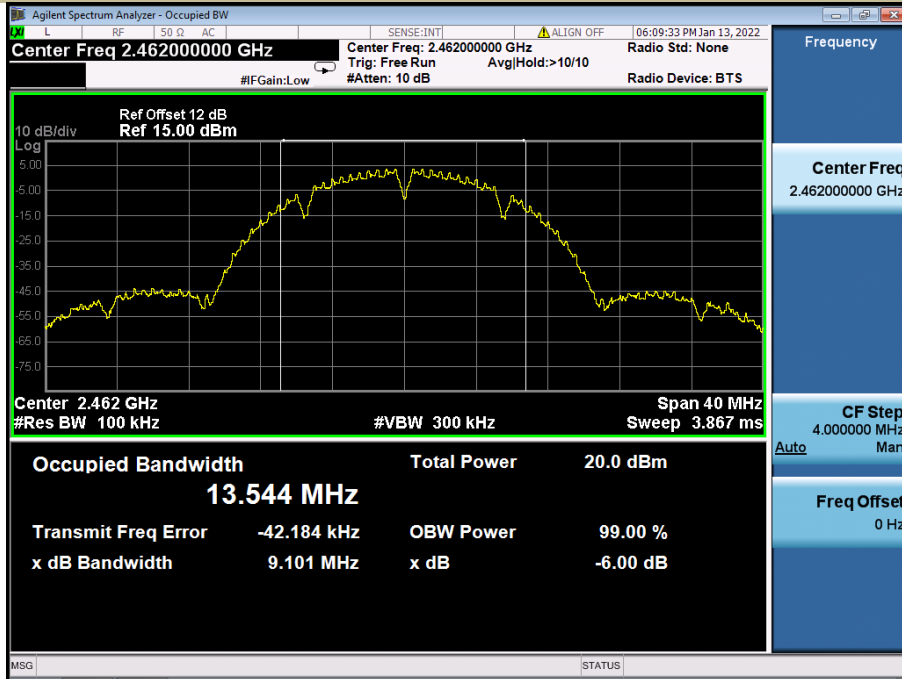 Agilent Spectrum Analyzer - Occupied BW
LXI L RF 50 Ω AC SENSE:INT ALIGN OFF 06:09:33 PM Jan 13, 2022
Center Freq 2.462000000 GHz
Center Freq: 2.462000000 GHz
Radio Std: None
Trig: Free Run Avg|Hold:>10/10
#IFGain:Low #Atten: 10 dB Radio Device: BTS
Ref Offset 12 dB
10 dB/div Ref 15.00 dBm
Log
5.00
-5.00
-15.0
-25.0
-35.0
-45.0
-55.0
-65.0
-75.0
Center 2.462 GHz Span 40 MHz
#Res BW 100 kHz #VBW 300 kHz Sweep 3.867 ms
Occupied Bandwidth Total Power 20.0 dBm
13.544 MHz
Transmit Freq Error -42.184 kHz OBW Power 99.00 %
x dB Bandwidth 9.101 MHz x dB -6.00 dB
MSG STATUS
Frequency
Center Freq
2.462000000 GHz
CF Step
4.000000 MHz
Auto Man
Freq Offset
0 Hz